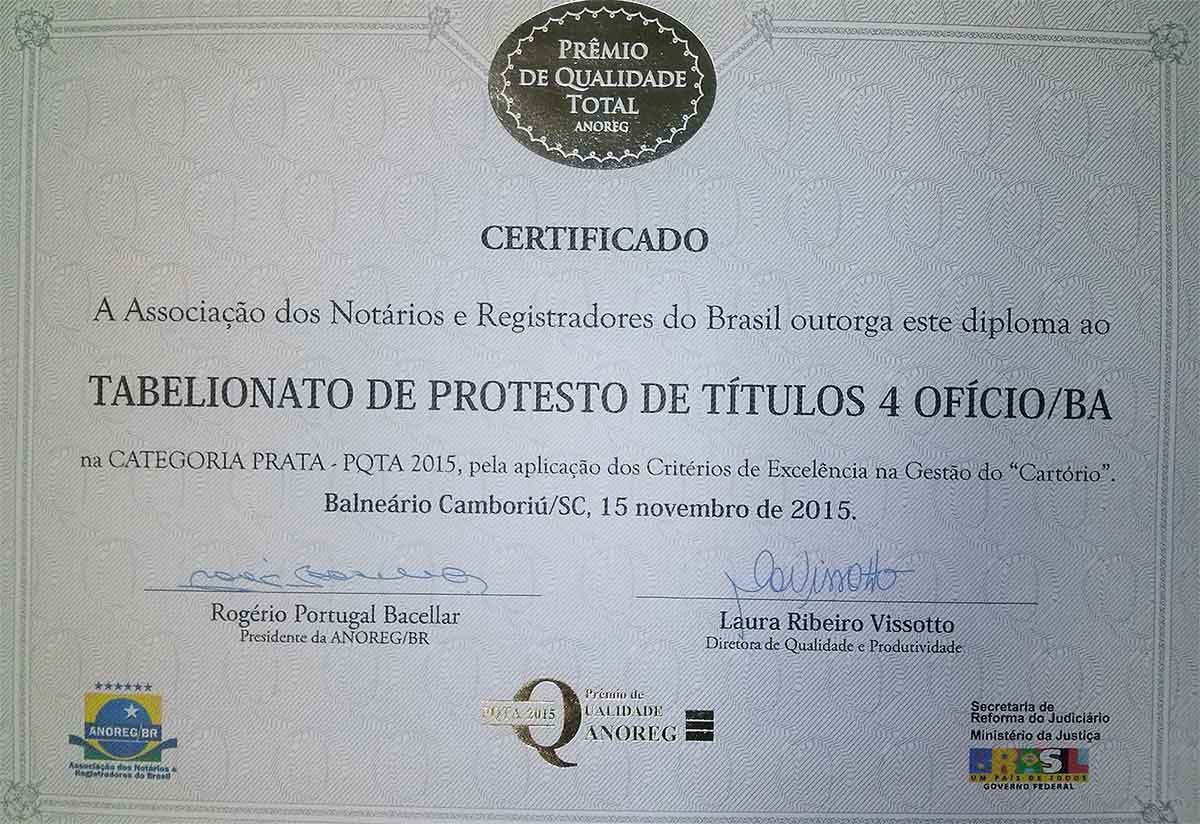 PRÊMIO
DE QUALIDADE
TOTAL
ANOREG
CERTIFICADO
A Associação dos Notários e Registradores do Brasil outorga este diploma ao
TABELIONATO DE PROTESTO DE TÍTULOS 4 OFÍCIO/BA
na CATEGORIA PRATA - PQTA 2015, pela aplicação dos Critérios de Excelência na Gestão do “Cartório”.
Balneário Camboriú/SC, 15 novembro de 2015.
Rogério Portugal Bacellar
Presidente da ANOREG/BR
LaVissotto
Laura Ribeiro Vissotto
Diretora de Qualidade e Produtividade
ANOREG/BR
Associação dos Notários e
Registradores do Brasil
PQTA 2015
Prêmio de
QUALIDADE
ANOREG
Secretaria de
Reforma do Judiciário
Ministério da Justiça
BRASIL
UM PAÍS DE TODOS
GOVERNO FEDERAL